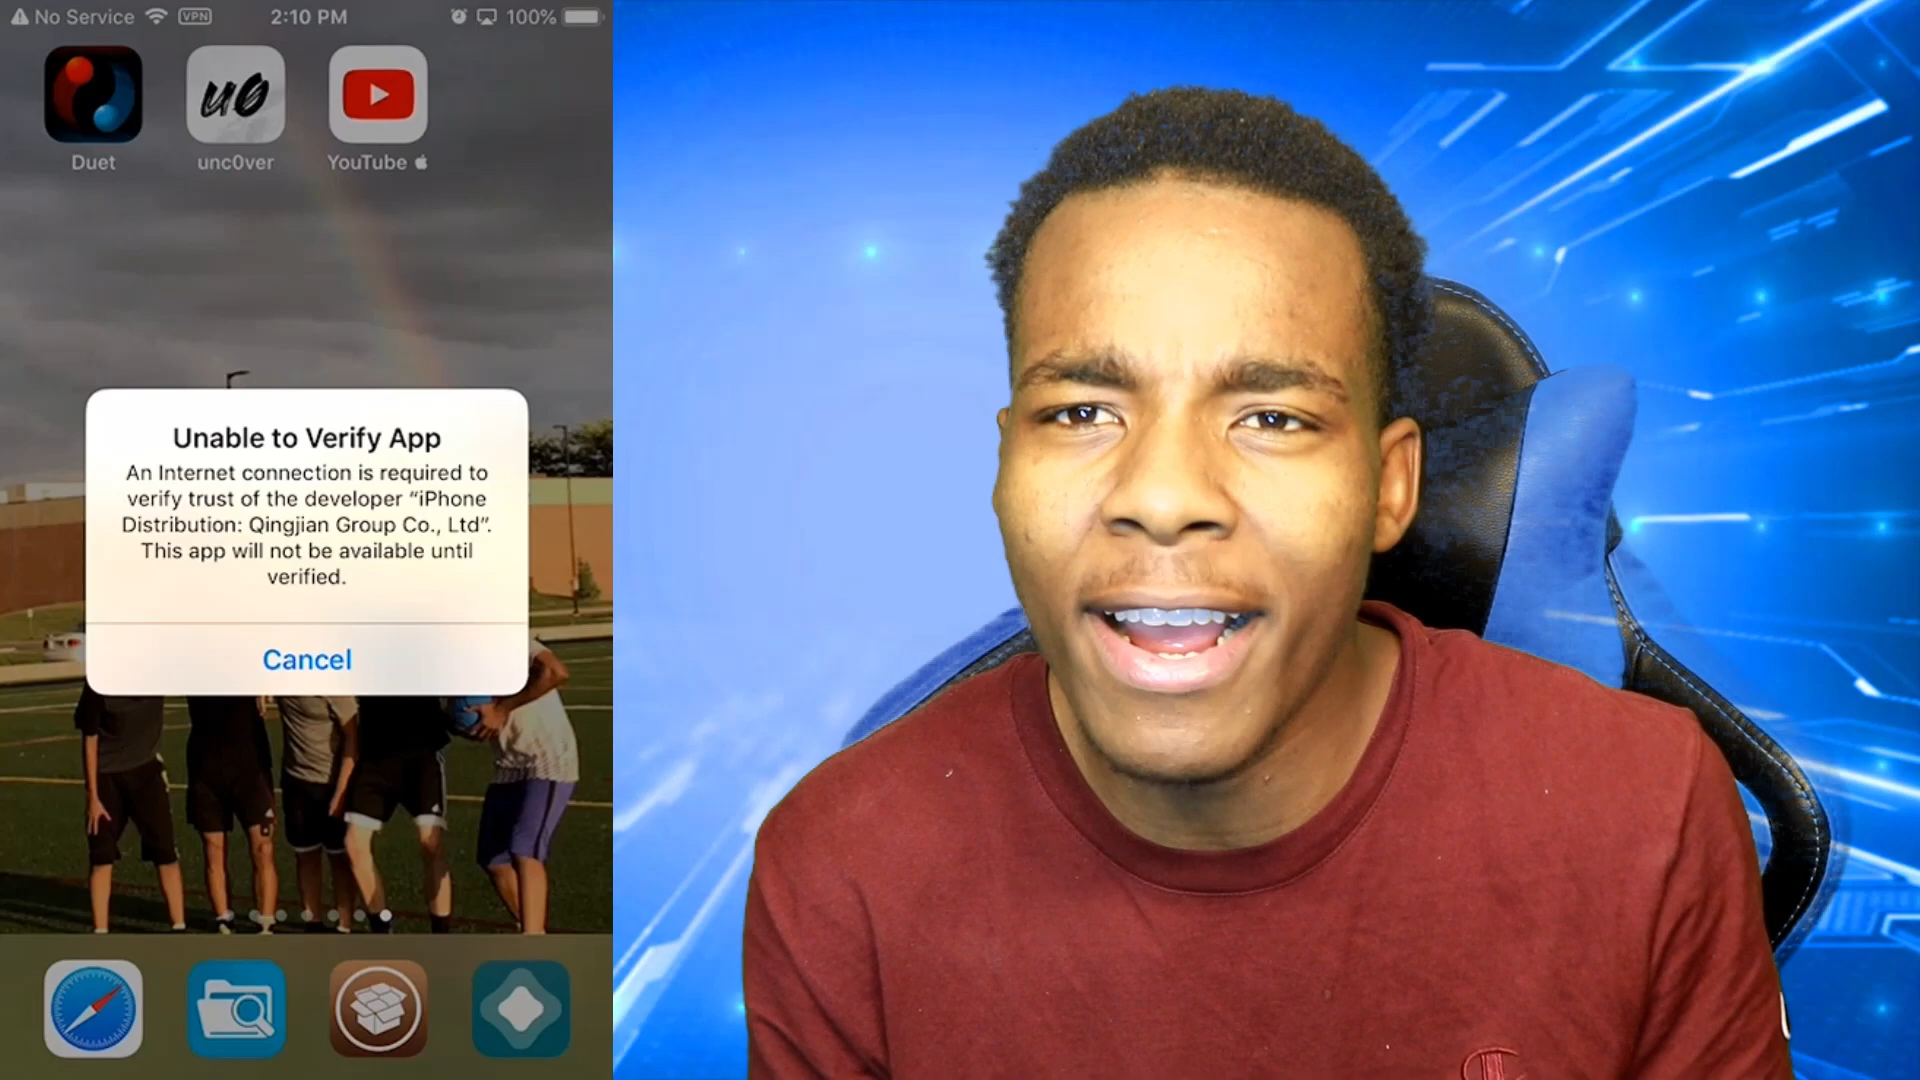 No Service VPN 2:10 PM 100%
u0
Duet unc0ver YouTube
Unable to Verify App
An Internet connection is required to
verify trust of the developer “iPhone
Distribution: Qingjian Group Co., Ltd”.
This app will not be available until
verified.
Cancel